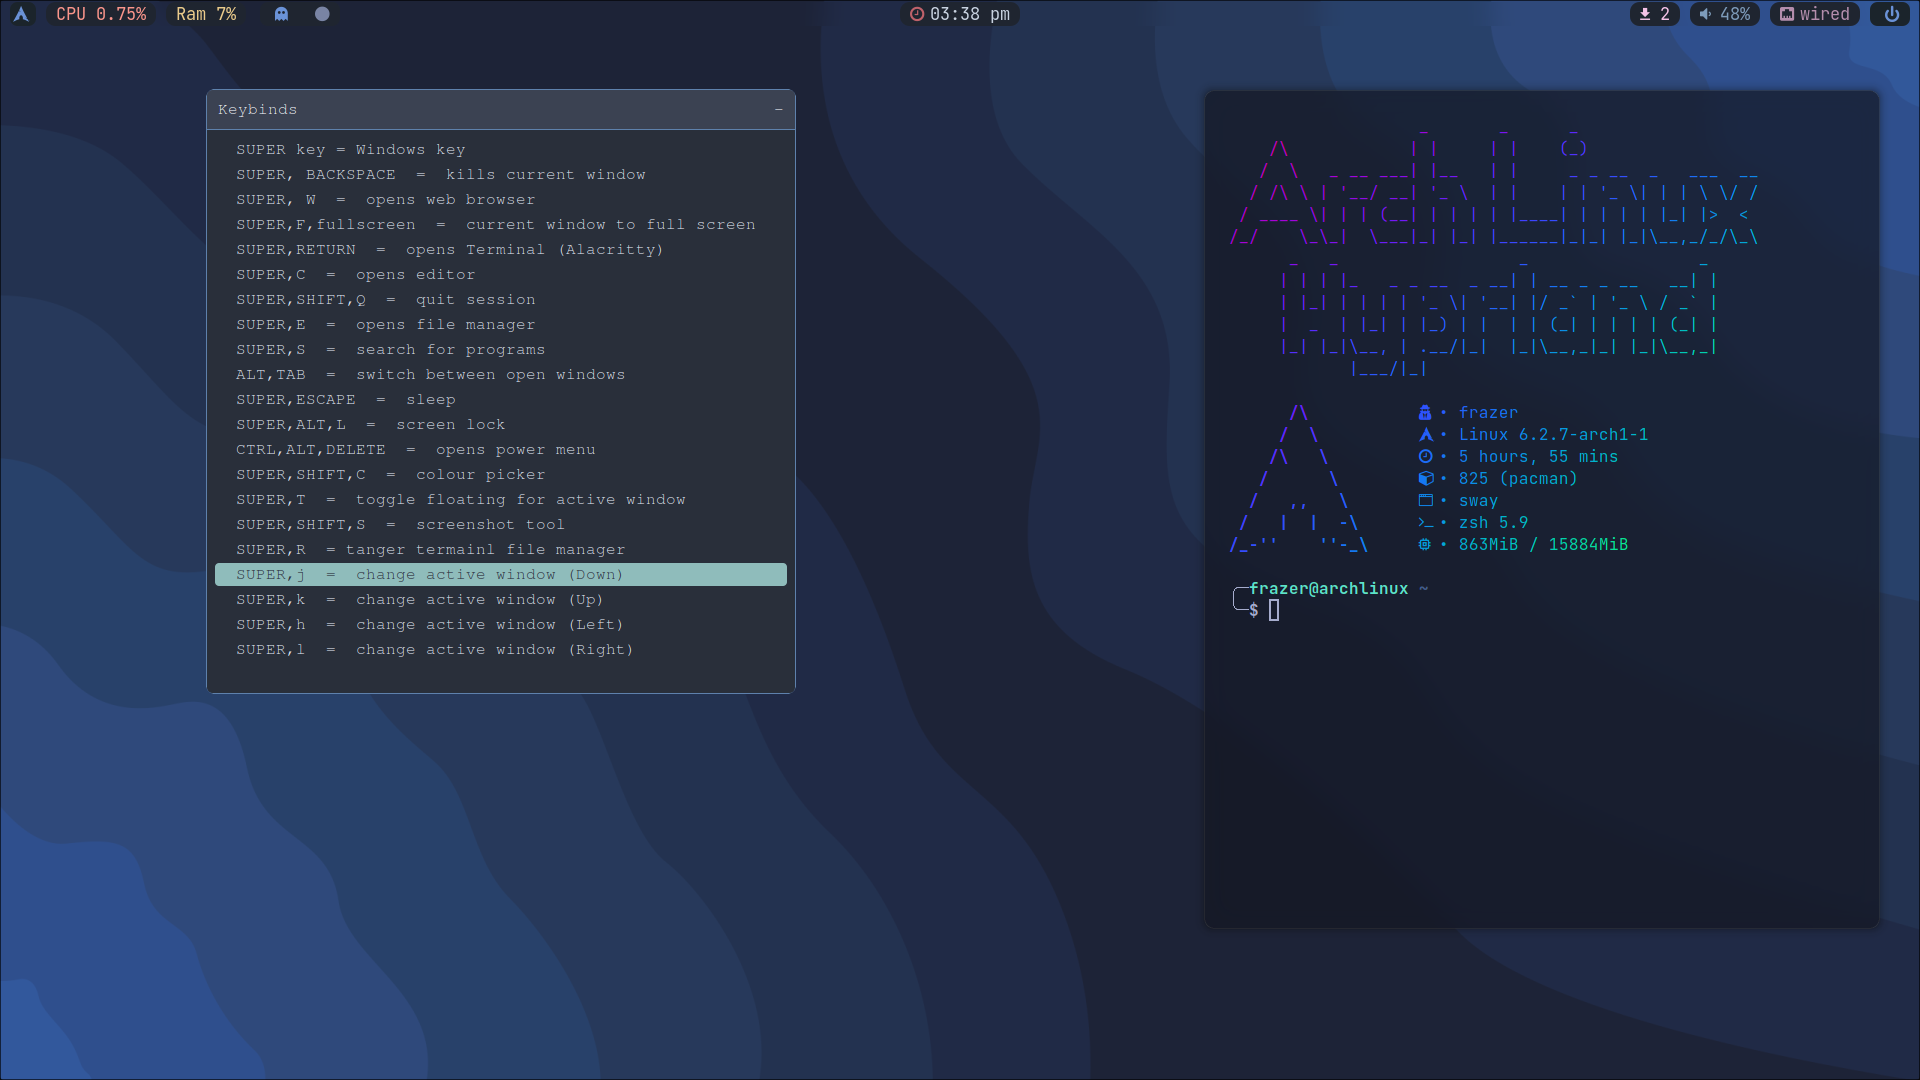 CPU 0.75% Ram 7% 03:38 pm 2 48% wired
Keybinds -
SUPER key = Windows key
SUPER, BACKSPACE = kills current window
SUPER, W = opens web browser
SUPER,F,fullscreen = current window to full screen
SUPER,RETURN = opens Terminal (Alacritty)
SUPER,C = opens editor
SUPER,SHIFT,Q = quit session
SUPER,E = opens file manager
SUPER,S = search for programs
ALT,TAB = switch between open windows
SUPER,ESCAPE = sleep
SUPER,ALT,L = screen lock
CTRL,ALT,DELETE = opens power menu
SUPER,SHIFT,C = colour picker
SUPER,T = toggle floating for active window
SUPER,SHIFT,S = screenshot tool
SUPER,R = tanger termainl file manager
SUPER,j = change active window (Down)
SUPER,k = change active window (Up)
SUPER,h = change active window (Left)
SUPER,l = change active window (Right)
ArchLinux
Hyprland
• frazer
• Linux 6.2.7-arch1-1
• 5 hours, 55 mins
• 825 (pacman)
• sway
• zsh 5.9
• 863MiB / 15884MiB
frazer@archlinux ~
$